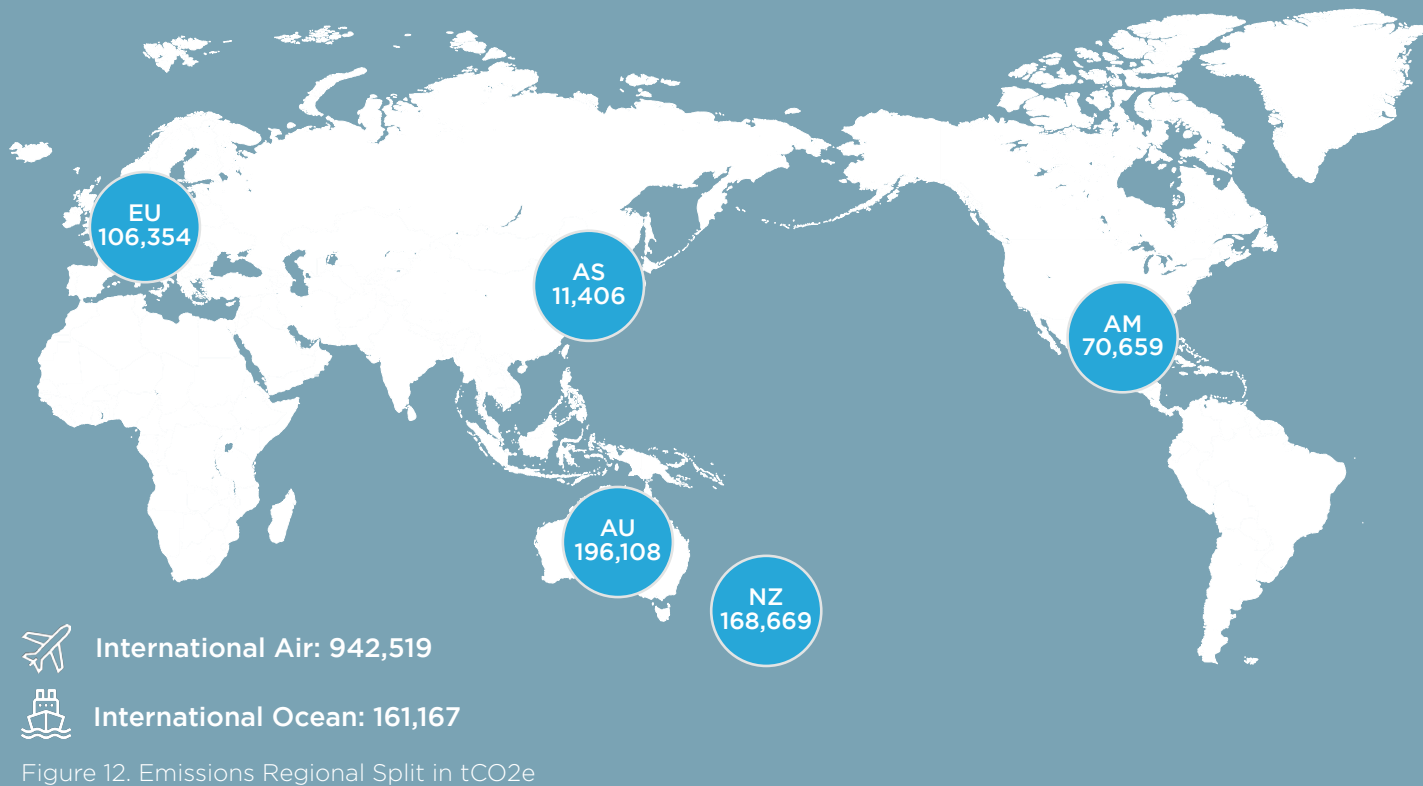 EU
106,354
AS
11,406
AM
70,659
AU
196,108
NZ
168,669
International Air: 942,519
International Ocean: 161,167
Figure 12. Emissions Regional Split in tCO2e